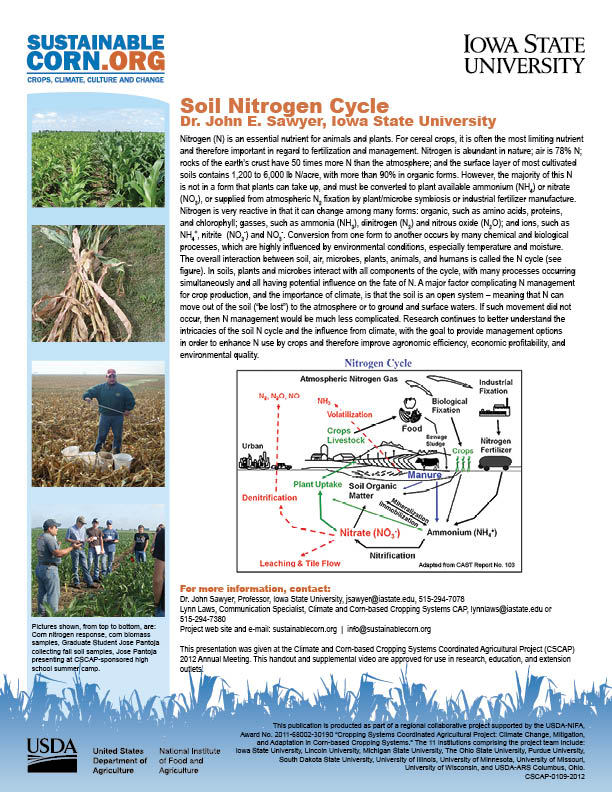 SUSTAINABLE
CORN.ORG
CROPS, CLIMATE, CULTURE AND CHANGE
IOWA STATE
UNIVERSITY
Soil Nitrogen Cycle
Dr. John E. Sawyer, Iowa State University
Nitrogen (N) is an essential nutrient for animals and plants. For cereal crops, it is often the most limiting nutrient
and therefore important in regard to fertilization and management. Nitrogen is abundant in nature; air is 78% N;
rocks of the earth's crust have 50 times more N than the atmosphere; and the surface layer of most cultivated
soils contains 1,200 to 6,000 lb N/acre, with more than 90% in organic forms. However, the majority of this N
is not in a form that plants can take up, and must be converted to plant available ammonium (NH₄) or nitrate
(NO₃), or supplied from atmospheric N₂ fixation by plant/microbe symbiosis or industrial fertilizer manufacture.
Nitrogen is very reactive in that it can change among many forms: organic, such as amino acids, proteins,
and chlorophyll; gasses, such as ammonia (NH₃), dinitrogen (N₂) and nitrous oxide (N₂O); and ions, such as
NH₄⁺, nitrite (NO₂⁻) and NO₃⁻. Conversion from one form to another occurs by many chemical and biological
processes, which are highly influenced by environmental conditions, especially temperature and moisture.
The overall interaction between soil, air, microbes, plants, animals, and humans is called the N cycle (see
figure). In soils, plants and microbes interact with all components of the cycle, with many processes occurring
simultaneously and all having potential influence on the fate of N. A major factor complicating N management
for crop production, and the importance of climate, is that the soil is an open system – meaning that N can
move out of the soil ("be lost") to the atmosphere or to ground and surface waters. If such movement did not
occur, then N management would be much less complicated. Research continues to better understand the
intricacies of the soil N cycle and the influence from climate, with the goal to provide management options
in order to enhance N use by crops and therefore improve agronomic efficiency, economic profitability, and
environmental quality.
Nitrogen Cycle
Atmospheric Nitrogen Gas
Industrial
Fixation
N₂, N₂O, NO
NH₃
Biological
Fixation
Volatilization
Food
Crops
Livestock
Sewage
Sludge
Nitrogen
Fertilizer
Urban
Crops
Manure
Plant Uptake
Soil Organic
Matter
Denitrification
Mineralization
Immobilization
Nitrate (NO₃⁻)
Ammonium (NH₄⁺)
Nitrification
Leaching & Tile Flow
Adapted from CAST Report No. 103
For more information, contact:
Dr. John Sawyer, Professor, Iowa State University, jsawyer@iastate.edu, 515-294-7078
Lynn Laws, Communication Specialist, Climate and Corn-based Cropping Systems CAP, lynnlaws@iastate.edu or
515-294-7380
Project web site and e-mail: sustainablecorn.org | info@sustainablecorn.org
This presentation was given at the Climate and Corn-based Cropping Systems Coordinated Agricultural Project (CSCAP)
2012 Annual Meeting. This handout and supplemental video are approved for use in research, education, and extension
outlets.
Pictures shown, from top to bottom, are:
Corn nitrogen response, corn biomass
samples, Graduate Student Jose Pantoja
collecting fall soil samples, Jose Pantoja
presenting at CSCAP-sponsored high
school summer camp.
USDA
United States
Department of
Agriculture
National Institute
of Food and
Agriculture
This publication is producted as part of a regional collaborative project supported by the USDA-NIFA,
Award No. 2011-68002-30190 "Cropping Systems Coordinated Agricultural Project: Climate Change, Mitigation,
and Adaptation in Corn-based Cropping Systems." The 11 institutions comprising the project team include:
Iowa State University, Lincoln University, Michigan State University, The Ohio State University, Purdue University,
South Dakota State University, University of Illinois, University of Minnesota, University of Missouri,
University of Wisconsin, and USDA-ARS Columbus, Ohio.
CSCAP-0109-2012